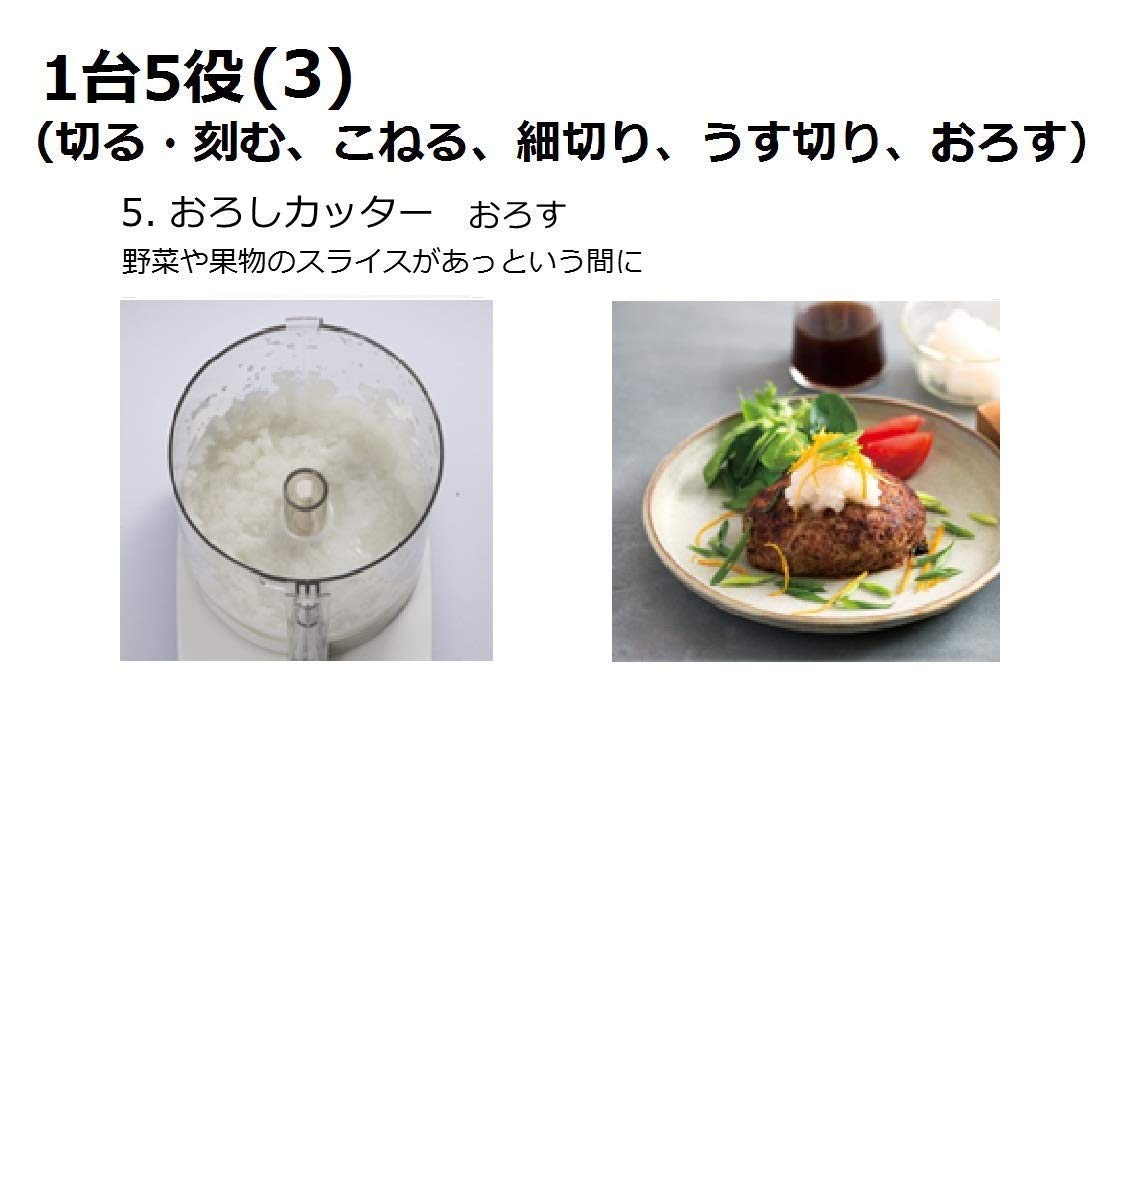 1台5役(3)
(切る・刻む、こねる、細切り、うす切り、おろす)
5. おろしカッター　おろす
野菜や果物のスライスがあっという間に